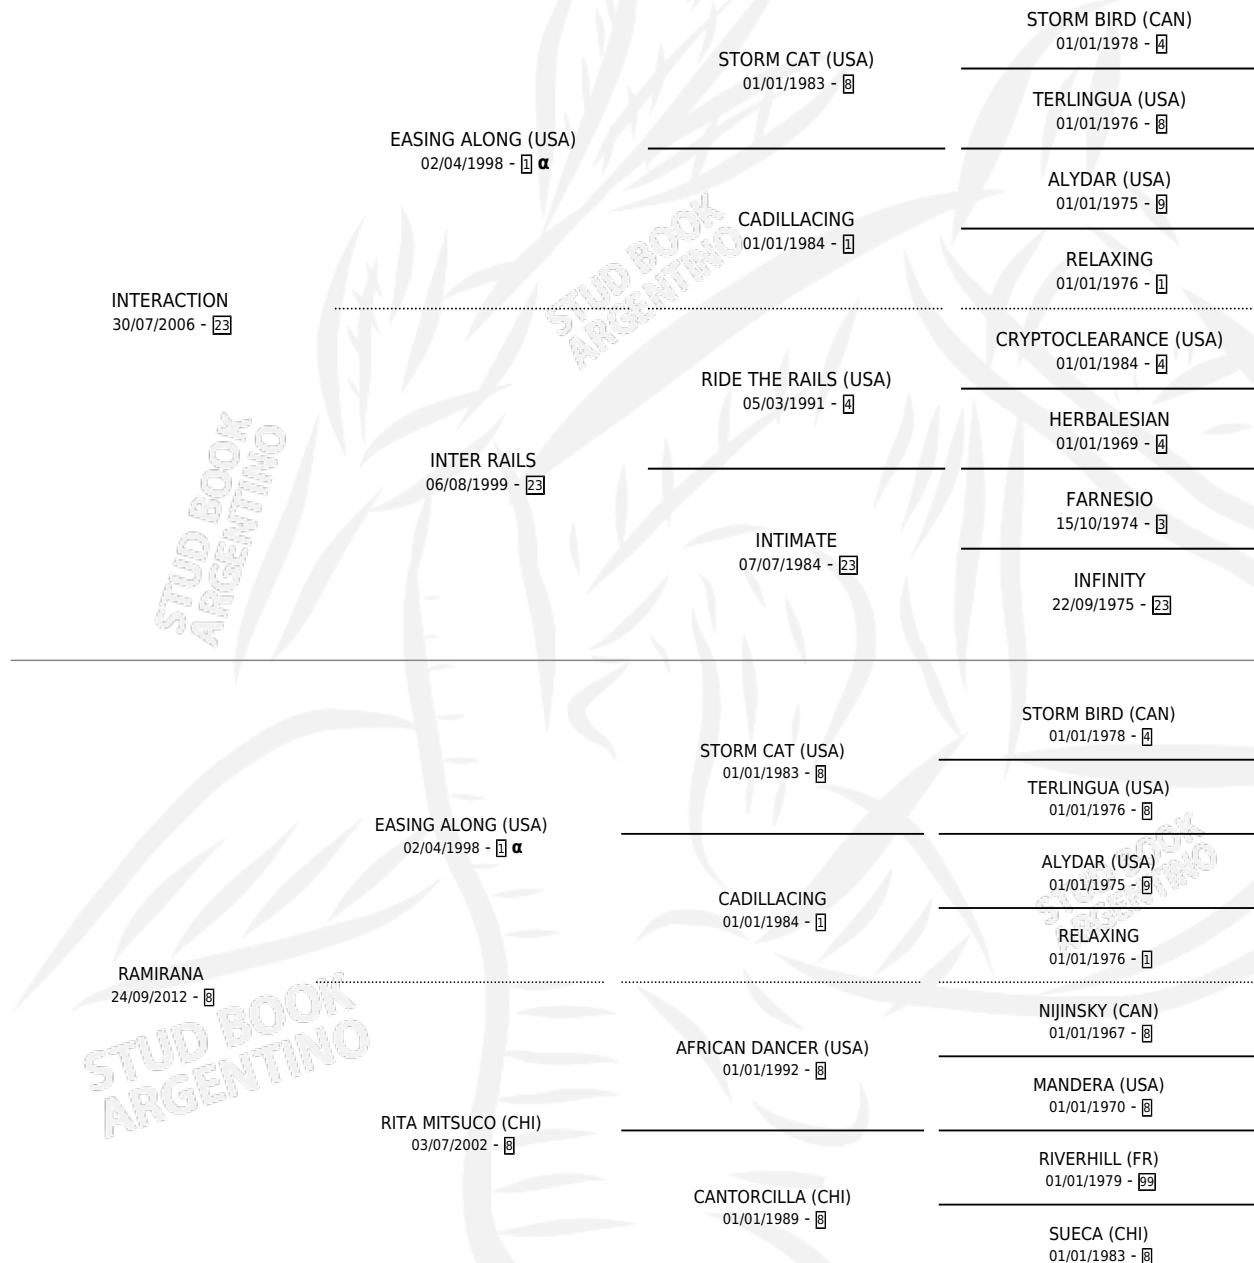 STORM BIRD (CAN)
01/01/1978 - 4
STORM CAT (USA)
01/01/1983 - 8
TERLINGUA (USA)
01/01/1976 - 8
EASING ALONG (USA)
02/04/1998 - 1 α
ALYDAR (USA)
01/01/1975 - 9
CADILLACING
01/01/1984 - 1
RELAXING
01/01/1976 - 1
INTERACTION
30/07/2006 - 23
CRYPTOCLEARANCE (USA)
01/01/1984 - 4
RIDE THE RAILS (USA)
05/03/1991 - 4
HERBALESIAN
01/01/1969 - 4
INTER RAILS
06/08/1999 - 23
FARNESIO
15/10/1974 - 3
INTIMATE
07/07/1984 - 23
INFINITY
22/09/1975 - 23
STUD BOOK
ARGENTINO
STUD BOOK
ARGENTINO
STORM BIRD (CAN)
01/01/1978 - 4
STORM CAT (USA)
01/01/1983 - 8
TERLINGUA (USA)
01/01/1976 - 8
EASING ALONG (USA)
02/04/1998 - 1 α
ALYDAR (USA)
01/01/1975 - 9
CADILLACING
01/01/1984 - 1
RELAXING
01/01/1976 - 1
RAMIRANA
24/09/2012 - 8
NIJINSKY (CAN)
01/01/1967 - 8
AFRICAN DANCER (USA)
01/01/1992 - 8
MANDERA (USA)
01/01/1970 - 8
RITA MITSUCO (CHI)
03/07/2002 - 8
RIVERHILL (FR)
01/01/1979 - 99
CANTORCILLA (CHI)
01/01/1989 - 8
SUECA (CHI)
01/01/1983 - 8
STUD BOOK
ARGENTINO
STUD BOOK
ARGENTINO